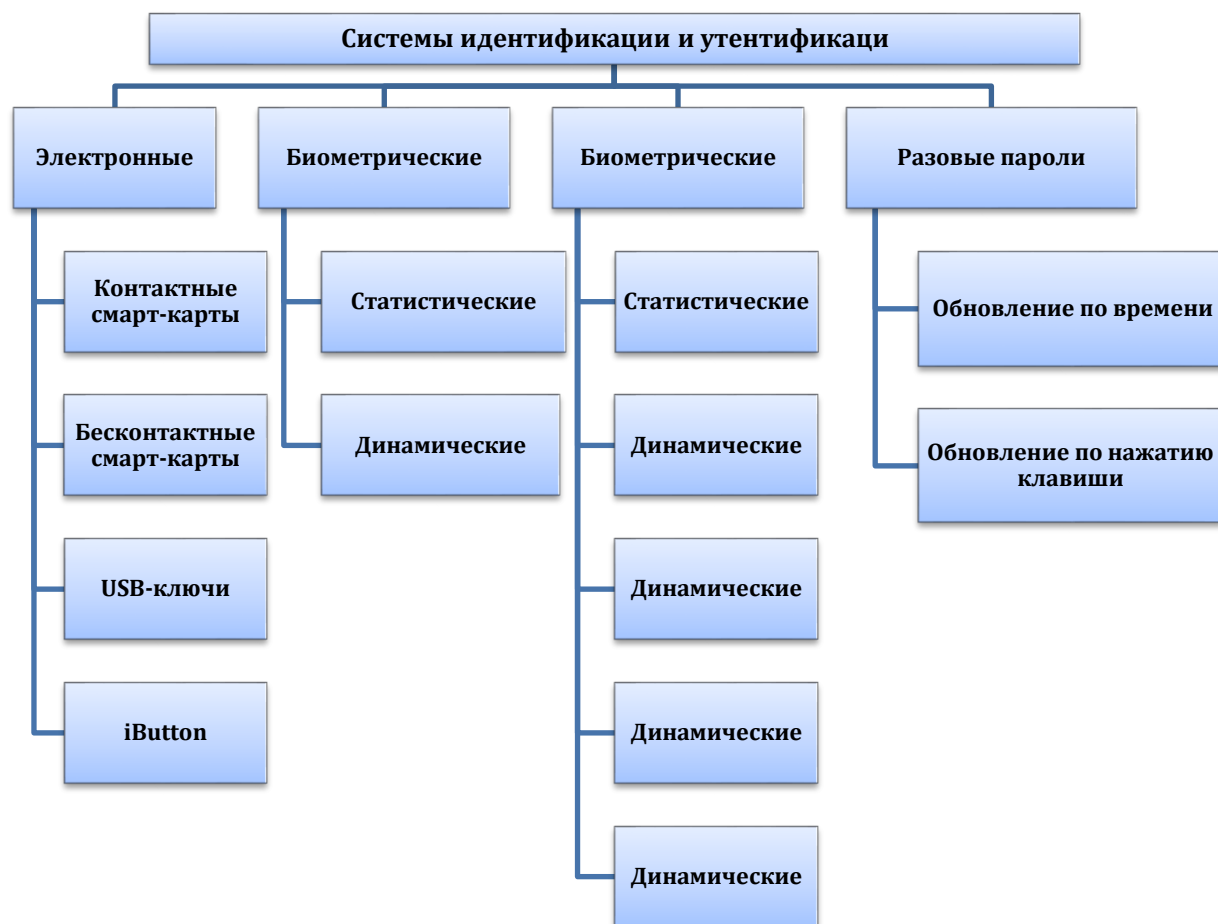 Системы идентификации и утентификаци
Электронные
Биометрические
Биометрические
Разовые пароли
Контактные
смарт-карты
Бесконтактные
смарт-карты
USB-ключи
iButton
Статистические
Динамические
Статистические
Динамические
Динамические
Динамические
Динамические
Обновление по времени
Обновление по нажатию
клавиши